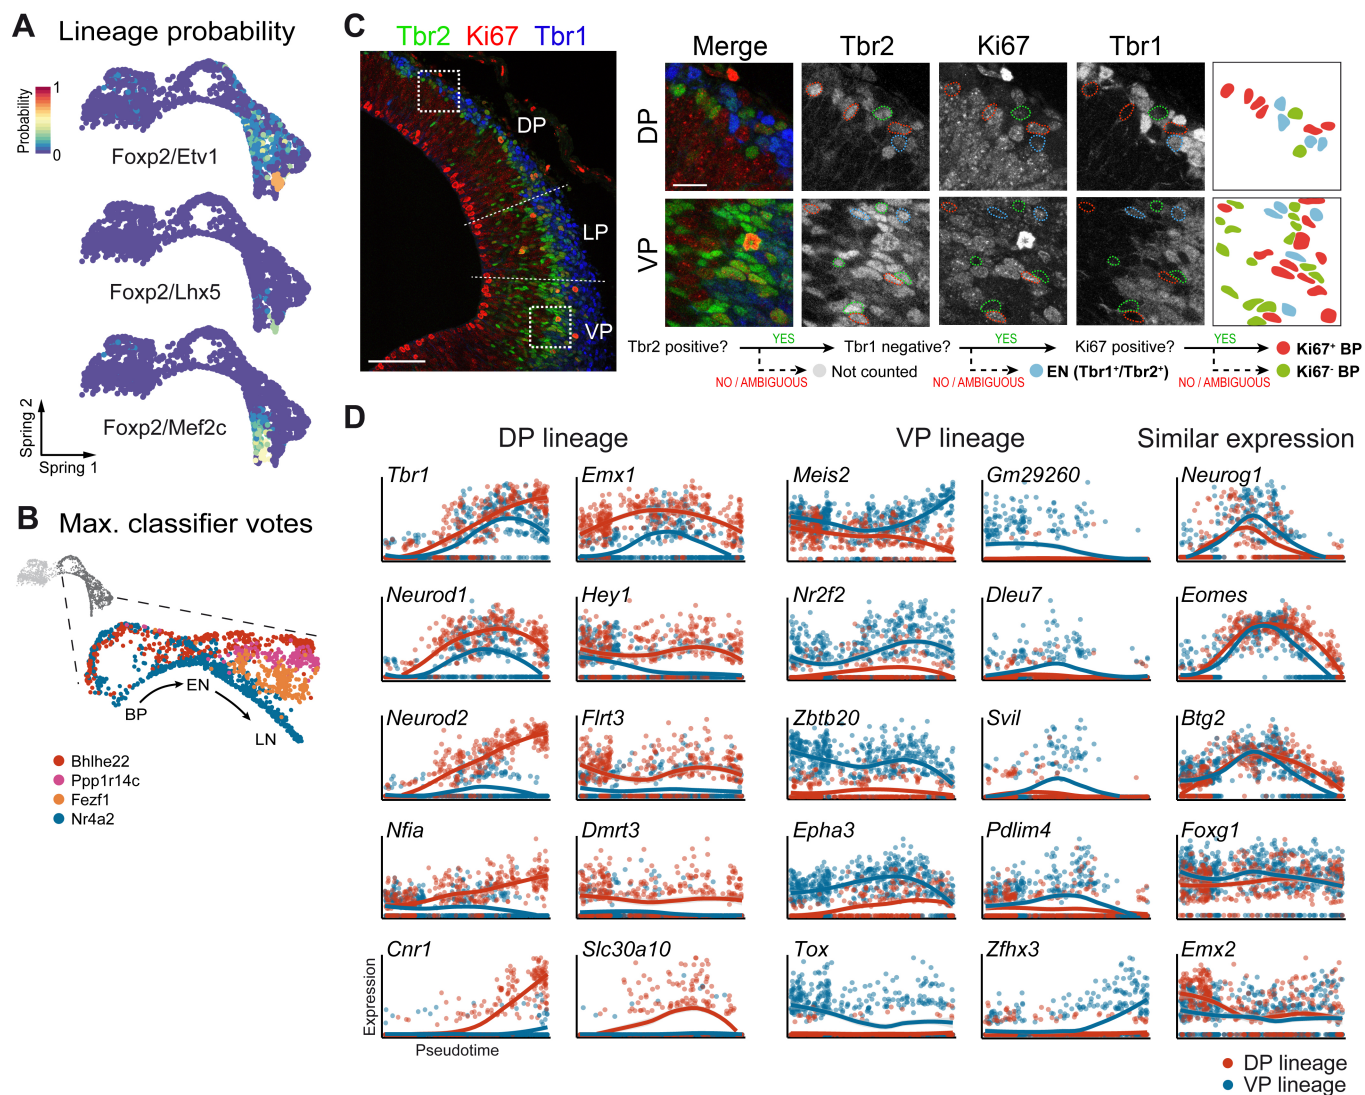 A Lineage probability
1
Probability
0
Foxp2/Etv1
Foxp2/Lhx5
Foxp2/Mef2c
Spring 2
Spring 1
B Max. classifier votes
BP
EN
LN
Bhlhe22
Ppp1r14c
Fezf1
Nr4a2
C
Tbr2 Ki67 Tbr1
DP
LP
VP
Merge Tbr2 Ki67 Tbr1
DP
VP
Tbr2 positive? YES Tbr1 negative? YES Ki67 positive? YES Ki67⁺ BP
NO / AMBIGUOUS Not counted NO / AMBIGUOUS EN (Tbr1⁺/Tbr2⁺) NO / AMBIGUOUS Ki67⁻ BP
D
DP lineage VP lineage Similar expression
Tbr1 Emx1 Meis2 Gm29260 Neurog1
Neurod1 Hey1 Nr2f2 Dleu7 Eomes
Neurod2 Flrt3 Zbtb20 Svil Btg2
Nfia Dmrt3 Epha3 Pdlim4 Foxg1
Cnr1 Slc30a10 Tox Zfhx3 Emx2
Expression
Pseudotime
DP lineage
VP lineage